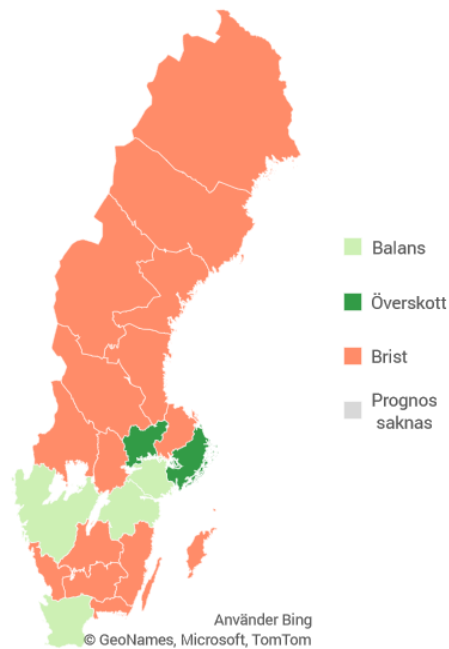 Balans
Överskott
Brist
Prognos
saknas
Använder Bing
© GeoNames, Microsoft, TomTom